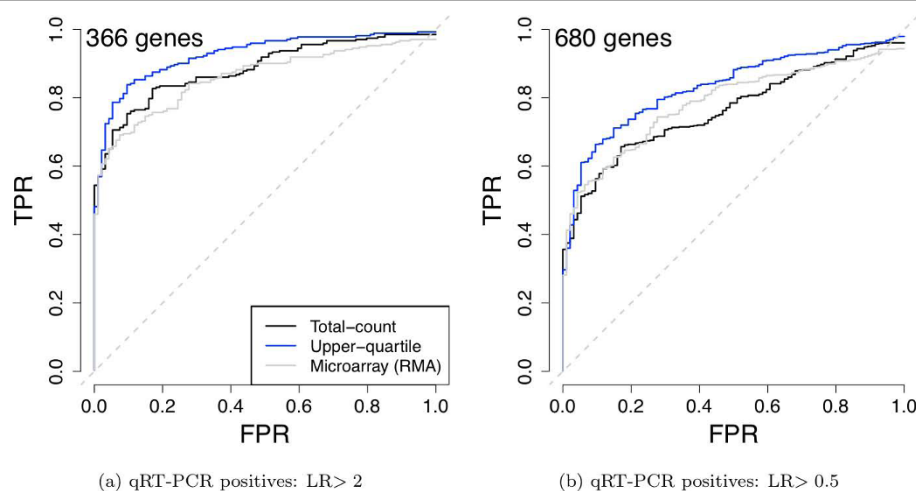 366 genes
TPR
1.0
0.8
0.6
0.4
0.2
0.0
Total−count
Upper−quartile
Microarray (RMA)
0.0 0.2 0.4 0.6 0.8 1.0
FPR
(a) qRT-PCR positives: LR> 2
680 genes
TPR
1.0
0.8
0.6
0.4
0.2
0.0
0.0 0.2 0.4 0.6 0.8 1.0
FPR
(b) qRT-PCR positives: LR> 0.5